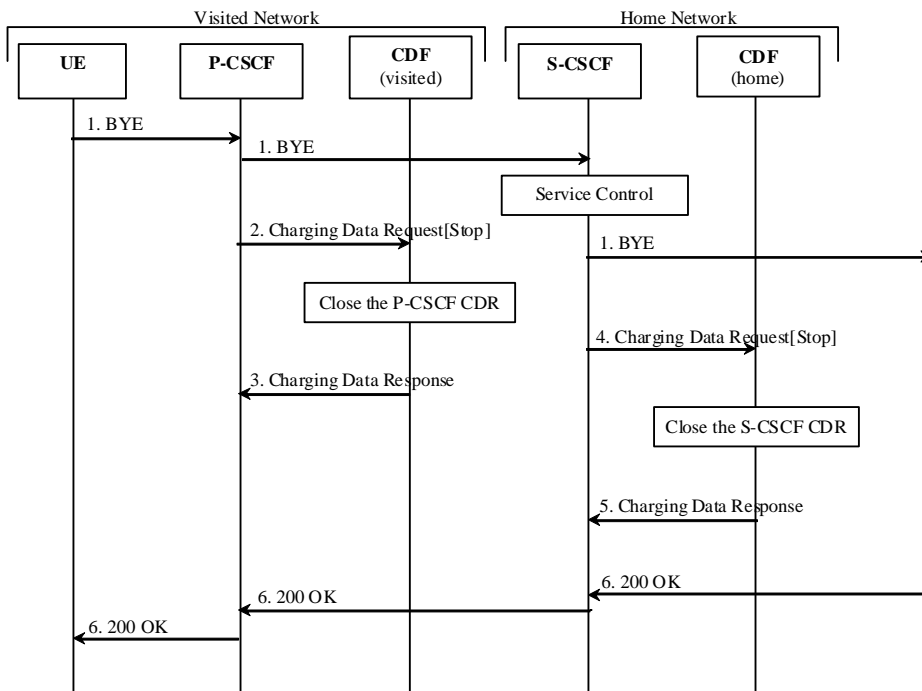 Visited Network
Home Network
UE
P-CSCF
CDF
(visited)
S-CSCF
CDF
(home)
1. BYE
1. BYE
Service Control
2. Charging Data Request[Stop]
1. BYE
Close the P-CSCF CDR
4. Charging Data Request[Stop]
3. Charging Data Response
Close the S-CSCF CDR
5. Charging Data Response
6. 200 OK
6. 200 OK
6. 200 OK